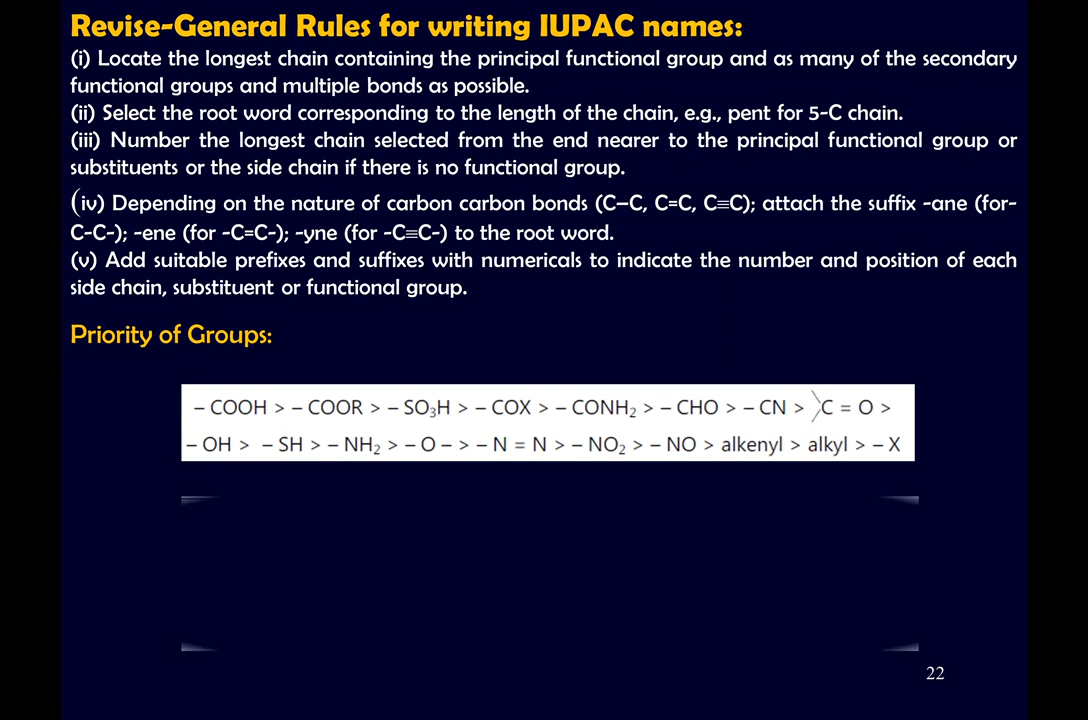 Revise-General Rules for writing IUPAC names:
(i) Locate the longest chain containing the principal functional group and as many of the secondary
functional groups and multiple bonds as possible.
(ii) Select the root word corresponding to the length of the chain, e.g., pent for 5-C chain.
(iii) Number the longest chain selected from the end nearer to the principal functional group or
substituents or the side chain if there is no functional group.
(iv) Depending on the nature of carbon carbon bonds (C–C, C=C, C≡C); attach the suffix -ane (for-
C-C-); -ene (for -C=C-); -yne (for -C≡C-) to the root word.
(v) Add suitable prefixes and suffixes with numericals to indicate the number and position of each
side chain, substituent or functional group.
Priority of Groups:
– COOH > – COOR > – SO₃H > – COX > – CONH₂ > – CHO > – CN > C = O >
– OH > – SH > – NH₂ > – O – > – N = N > – NO₂ > – NO > alkenyl > alkyl > – X
22